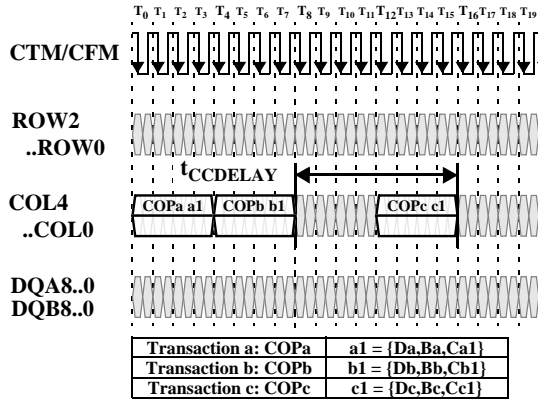 T0 T1 T2 T3 T4 T5 T6 T7 T8 T9 T10 T11 T12 T13 T14 T15 T16 T17 T18 T19
CTM/CFM
ROW2
..ROW0
tCCDELAY
COL4
..COL0
COPa a1 COPb b1 COPc c1
DQA8..0
DQB8..0
Transaction a: COPa a1 = {Da,Ba,Ca1}
Transaction b: COPb b1 = {Db,Bb,Cb1}
Transaction c: COPc c1 = {Dc,Bc,Cc1}